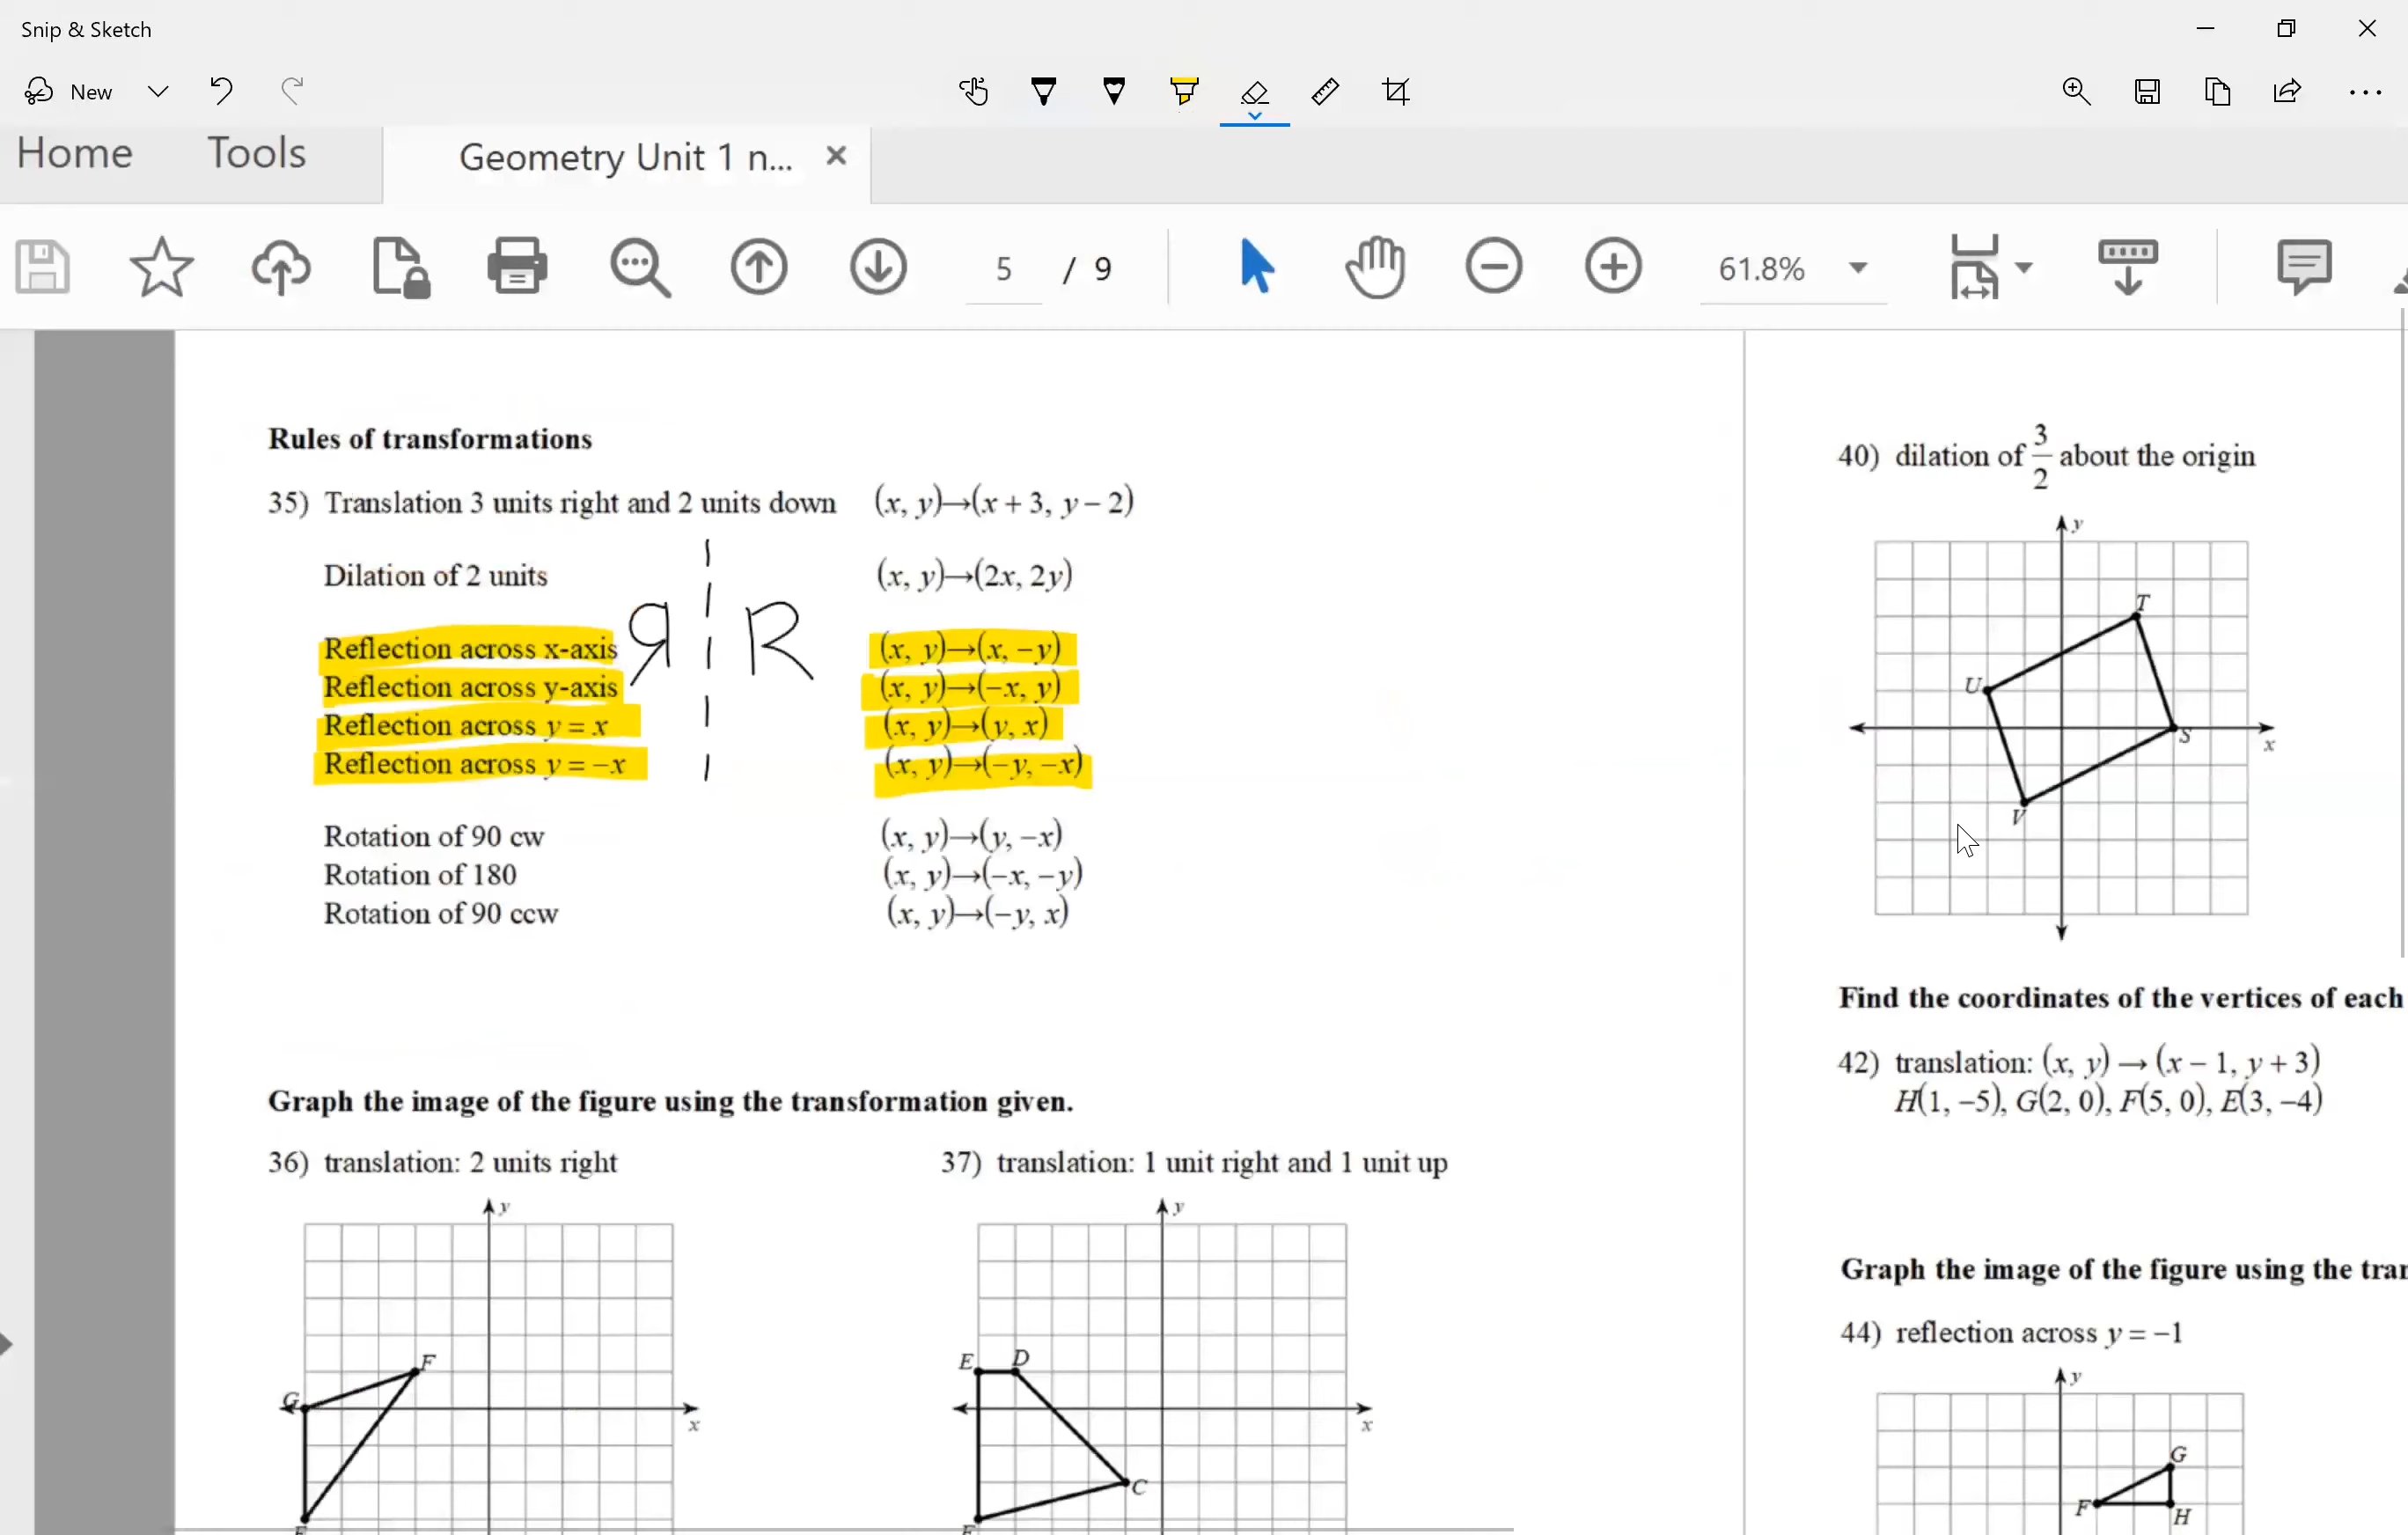 Snip & Sketch
New
Home Tools Geometry Unit 1 n...
5 / 9 61.8%
Rules of transformations
35) Translation 3 units right and 2 units down (x, y)→(x + 3, y − 2)
Dilation of 2 units (x, y)→(2x, 2y)
Я R
Reflection across x-axis (x, y)→(x, −y)
Reflection across y-axis (x, y)→(−x, y)
Reflection across y = x (x, y)→(y, x)
Reflection across y = −x (x, y)→(−y, −x)
Rotation of 90 cw (x, y)→(y, −x)
Rotation of 180 (x, y)→(−x, −y)
Rotation of 90 ccw (x, y)→(−y, x)
Graph the image of the figure using the transformation given.
36) translation: 2 units right
y
F
G
x
37) translation: 1 unit right and 1 unit up
y
E D
x
C
40) dilation of 3/2 about the origin
y
T
U
S
x
V
Find the coordinates of the vertices of each
42) translation: (x, y) → (x − 1, y + 3)
H(1, −5), G(2, 0), F(5, 0), E(3, −4)
Graph the image of the figure using the tra
44) reflection across y = −1
y
G
F H